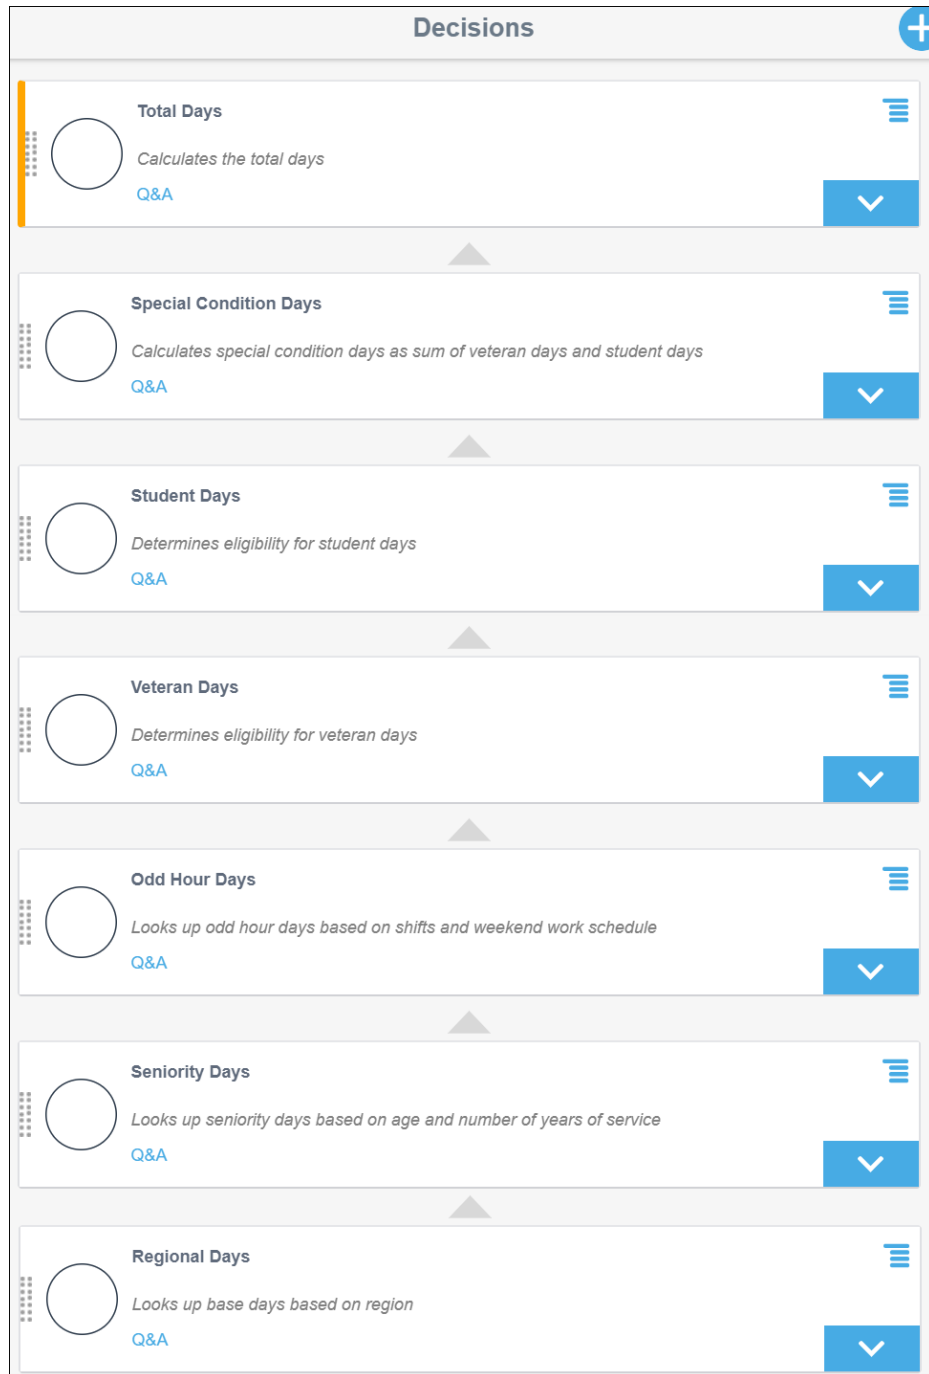 Decisions
Total Days
Calculates the total days
Q&A
Special Condition Days
Calculates special condition days as sum of veteran days and student days
Q&A
Student Days
Determines eligibility for student days
Q&A
Veteran Days
Determines eligibility for veteran days
Q&A
Odd Hour Days
Looks up odd hour days based on shifts and weekend work schedule
Q&A
Seniority Days
Looks up seniority days based on age and number of years of service
Q&A
Regional Days
Looks up base days based on region
Q&A